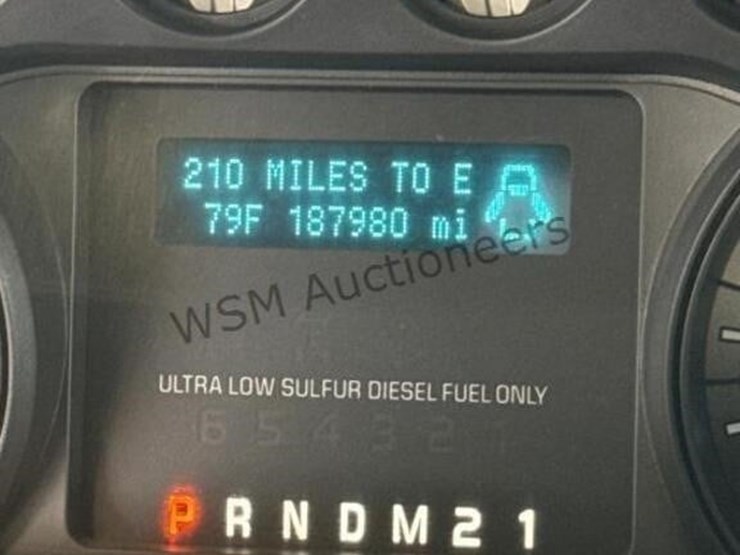 210 MILES TO E
79F 187980 mi
WSM Auctioneers
ULTRA LOW SULFUR DIESEL FUEL ONLY
6 5 4 3 2 1
P R N D M 2 1